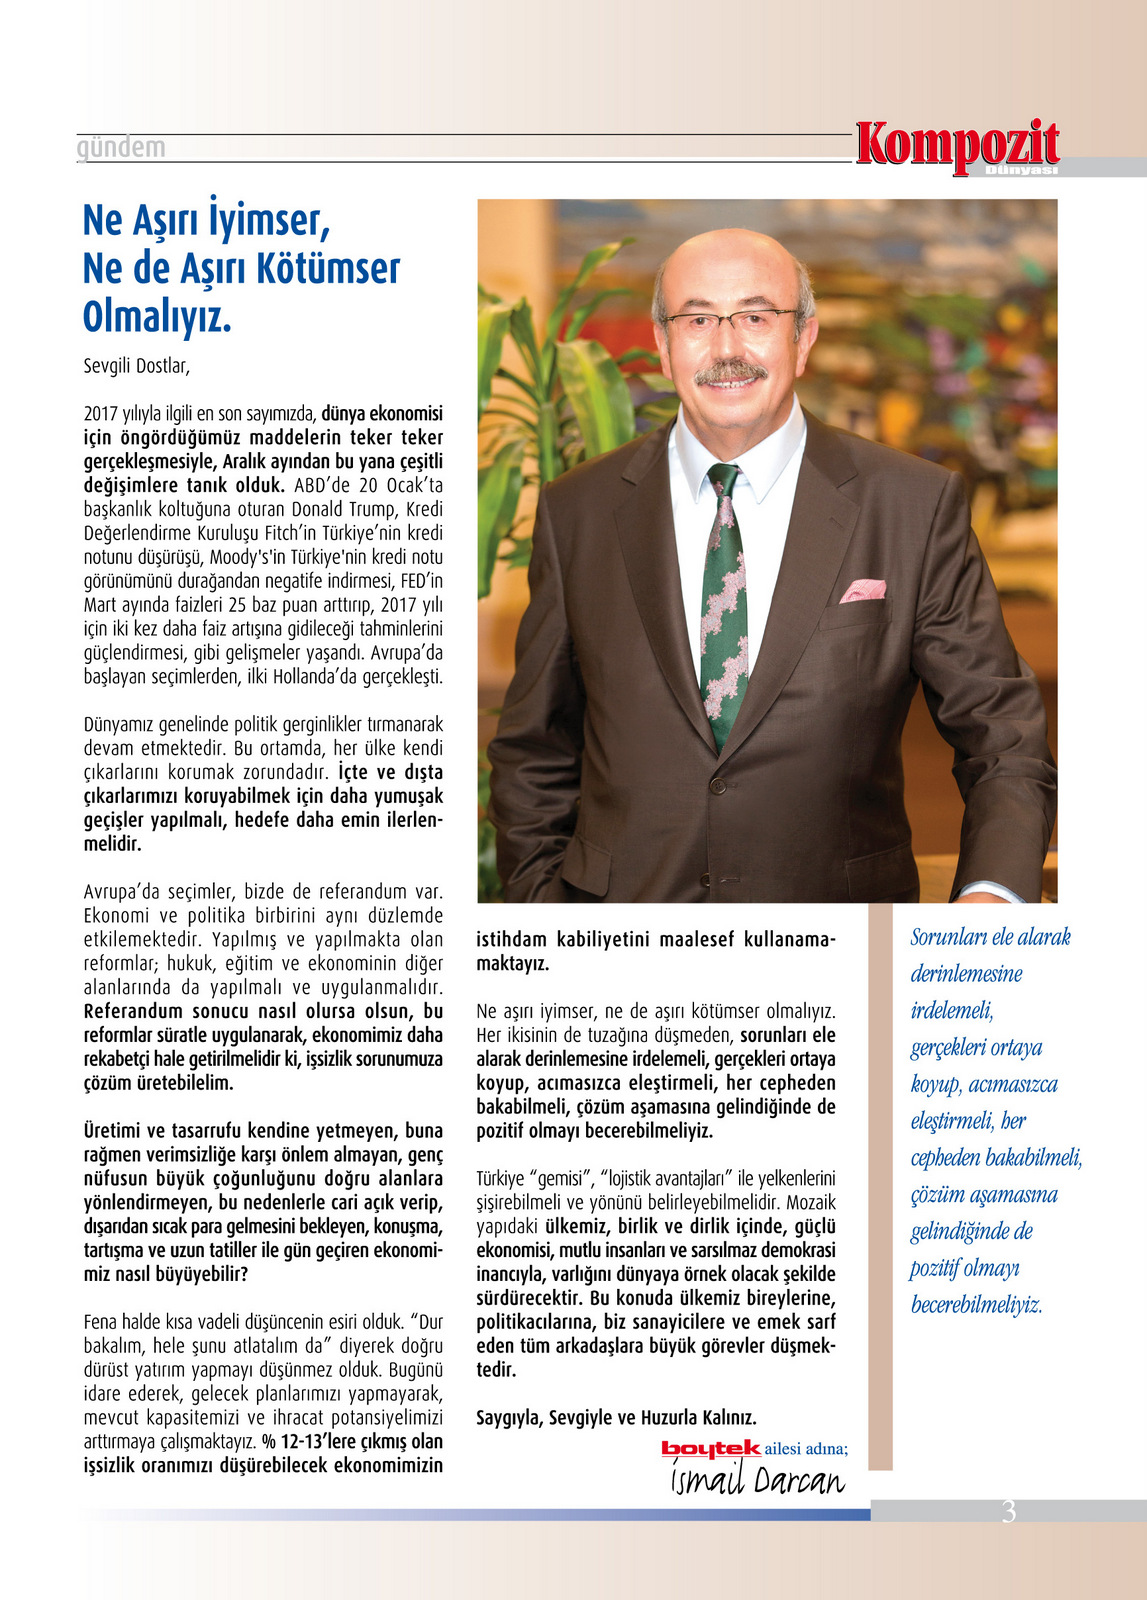 gündem
Kompozit
Dünyası
Ne Aşırı İyimser,
Ne de Aşırı Kötümser
Olmalıyız.
Sevgili Dostlar,
2017 yılıyla ilgili en son sayımızda, dünya ekonomisi
için öngördüğümüz maddelerin teker teker
gerçekleşmesiyle, Aralık ayından bu yana çeşitli
değişimlere tanık olduk. ABD’de 20 Ocak’ta
başkanlık koltuğuna oturan Donald Trump, Kredi
Değerlendirme Kuruluşu Fitch’in Türkiye’nin kredi
notunu düşürüşü, Moody's'in Türkiye'nin kredi notu
görünümünü durağandan negatife indirmesi, FED’in
Mart ayında faizleri 25 baz puan arttırıp, 2017 yılı
için iki kez daha faiz artışına gidileceği tahminlerini
güçlendirmesi, gibi gelişmeler yaşandı. Avrupa’da
başlayan seçimlerden, ilki Hollanda’da gerçekleşti.
Dünyamız genelinde politik gerginlikler tırmanarak
devam etmektedir. Bu ortamda, her ülke kendi
çıkarlarını korumak zorundadır. İçte ve dışta
çıkarlarımızı koruyabilmek için daha yumuşak
geçişler yapılmalı, hedefe daha emin ilerlen-
melidir.
Avrupa’da seçimler, bizde de referandum var.
Ekonomi ve politika birbirini aynı düzlemde
etkilemektedir. Yapılmış ve yapılmakta olan
reformlar; hukuk, eğitim ve ekonominin diğer
alanlarında da yapılmalı ve uygulanmalıdır.
Referandum sonucu nasıl olursa olsun, bu
reformlar süratle uygulanarak, ekonomimiz daha
rekabetçi hale getirilmelidir ki, işsizlik sorunumuza
çözüm üretebilelim.
Üretimi ve tasarrufu kendine yetmeyen, buna
rağmen verimsizliğe karşı önlem almayan, genç
nüfusun büyük çoğunluğunu doğru alanlara
yönlendirmeyen, bu nedenlerle cari açık verip,
dışarıdan sıcak para gelmesini bekleyen, konuşma,
tartışma ve uzun tatiller ile gün geçiren ekonomi-
miz nasıl büyüyebilir?
Fena halde kısa vadeli düşüncenin esiri olduk. “Dur
bakalım, hele şunu atlatalım da” diyerek doğru
dürüst yatırım yapmayı düşünmez olduk. Bugünü
idare ederek, gelecek planlarımızı yapmayarak,
mevcut kapasitemizi ve ihracat potansiyelimizi
arttırmaya çalışmaktayız. % 12-13’lere çıkmış olan
işsizlik oranımızı düşürebilecek ekonomimizin
istihdam kabiliyetini maalesef kullanama-
maktayız.
Ne aşırı iyimser, ne de aşırı kötümser olmalıyız.
Her ikisinin de tuzağına düşmeden, sorunları ele
alarak derinlemesine irdelemeli, gerçekleri ortaya
koyup, acımasızca eleştirmeli, her cepheden
bakabilmeli, çözüm aşamasına gelindiğinde de
pozitif olmayı becerebilmeliyiz.
Türkiye “gemisi”, “lojistik avantajları” ile yelkenlerini
şişirebilmeli ve yönünü belirleyebilmelidir. Mozaik
yapıdaki ülkemiz, birlik ve dirlik içinde, güçlü
ekonomisi, mutlu insanları ve sarsılmaz demokrasi
inancıyla, varlığını dünyaya örnek olacak şekilde
sürdürecektir. Bu konuda ülkemiz bireylerine,
politikacılarına, biz sanayicilere ve emek sarf
eden tüm arkadaşlara büyük görevler düşmek-
tedir.
Saygıyla, Sevgiyle ve Huzurla Kalınız.
boytek ailesi adına;
ismail Darcan
Sorunları ele alarak
derinlemesine
irdelemeli,
gerçekleri ortaya
koyup, acımasızca
eleştirmeli, her
cepheden bakabilmeli,
çözüm aşamasına
gelindiğinde de
pozitif olmayı
becerebilmeliyiz.
3